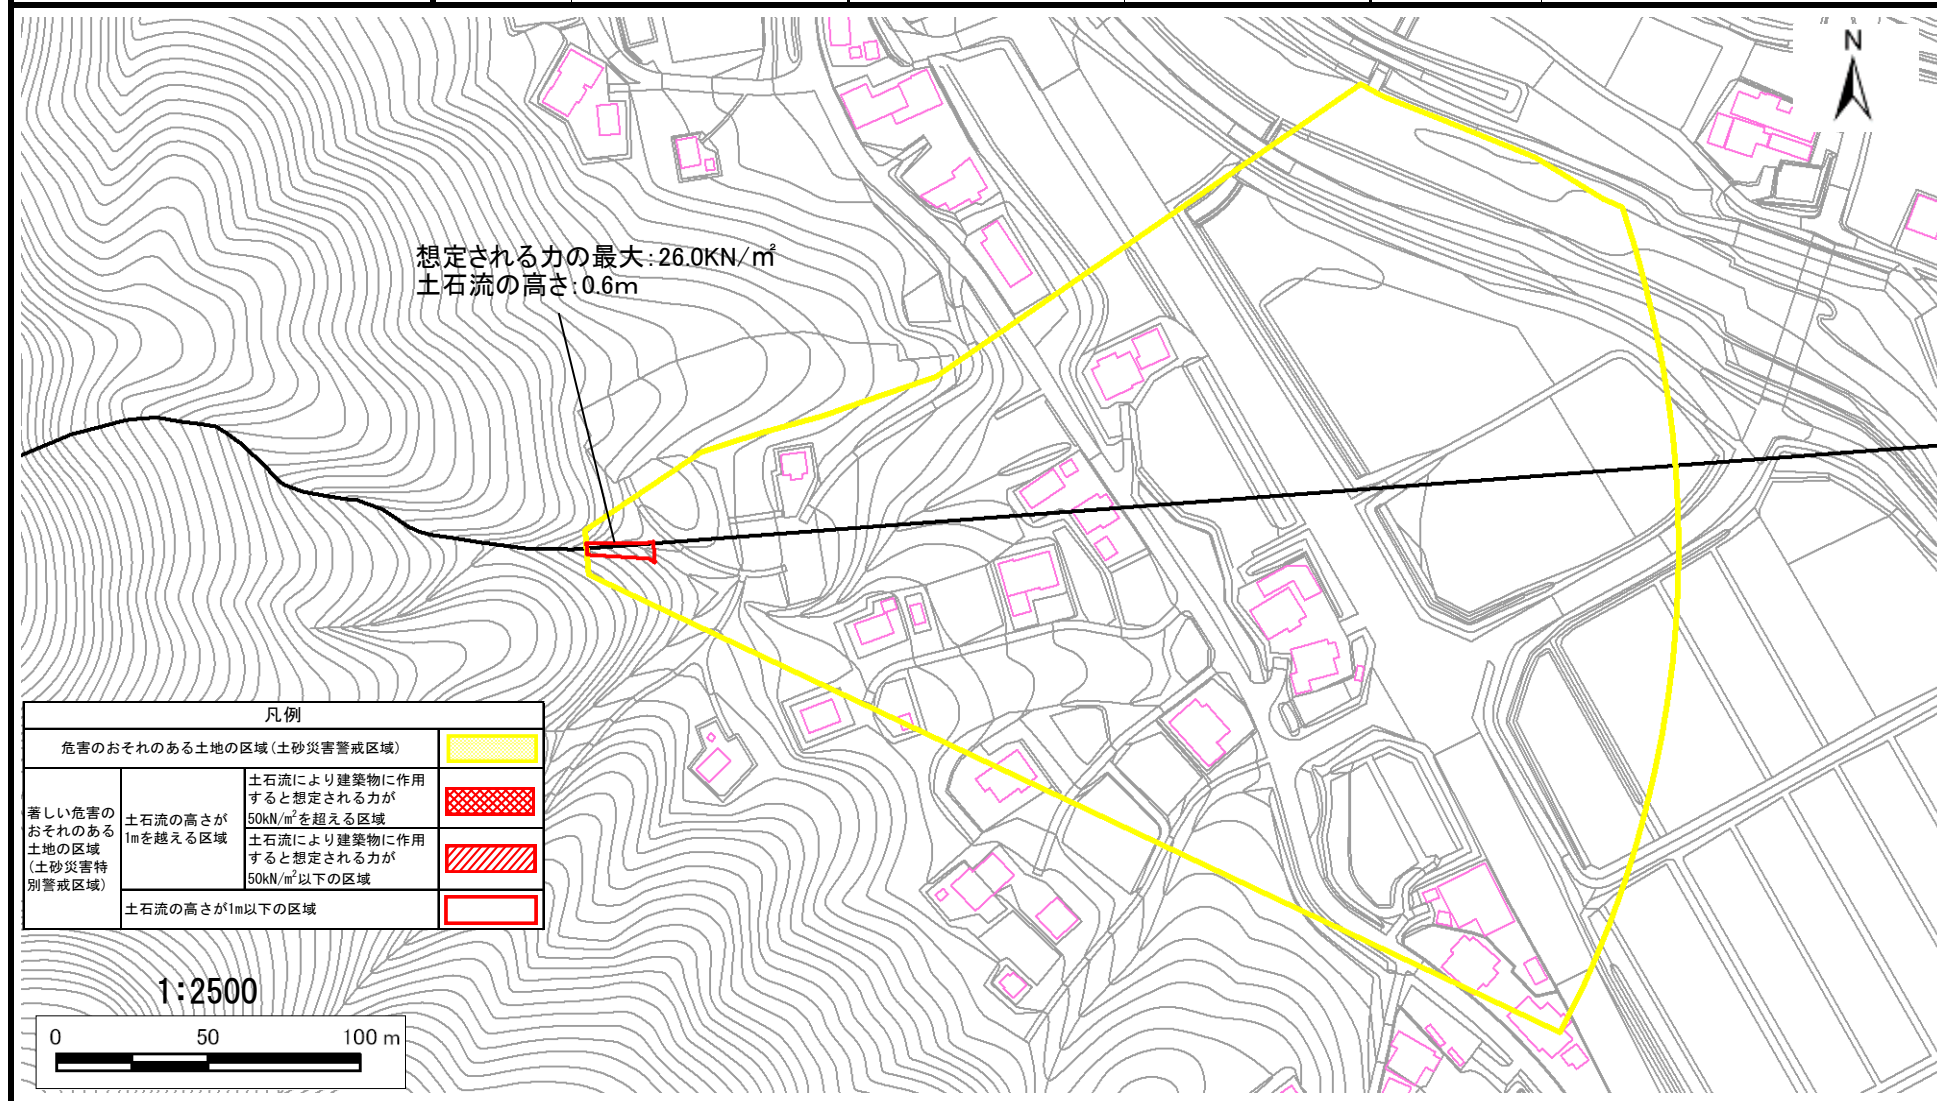 N
想定される力の最大：26.0KN/㎡
土石流の高さ：0.6m
凡例
危害のおそれのある土地の区域（土砂災害警戒区域）
著しい危害の
おそれのある
土地の区域
（土砂災害特
別警戒区域）
土石流の高さが
1mを越える区域
土石流により建築物に作用
すると想定される力が
50kN/m²を超える区域
土石流により建築物に作用
すると想定される力が
50kN/m²以下の区域
土石流の高さが1m以下の区域
1:2500
0 50 100 m